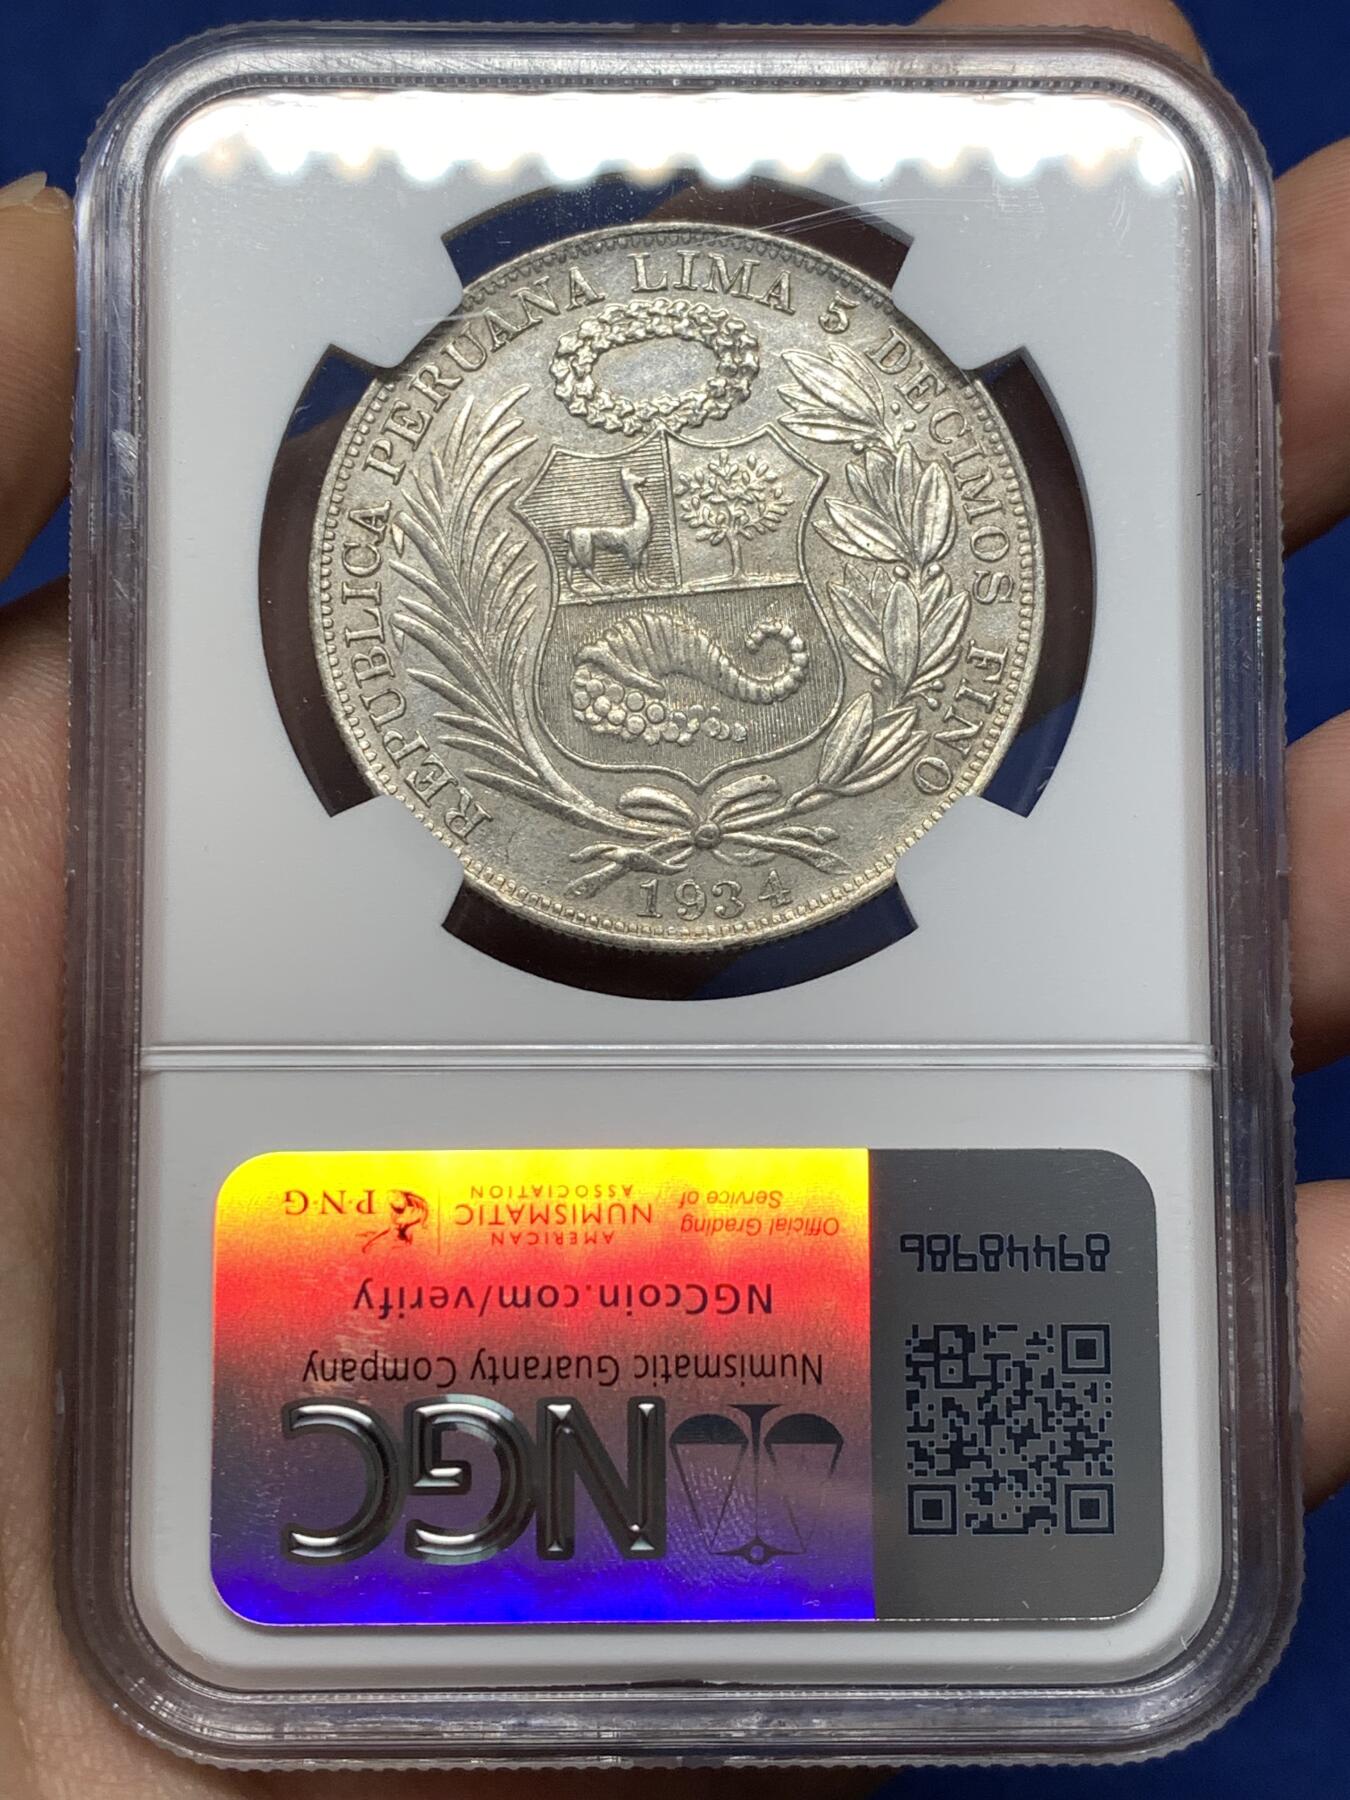 REPUBLICA PERUANA LIMA 5 DECIMOS FINO
1934
NGC
Numismatic Guaranty Company
NGCcoin.com/verify
Official Grading
Service of
AMERICAN
NUMISMATIC
ASSOCIATION
P·N·G
89448986